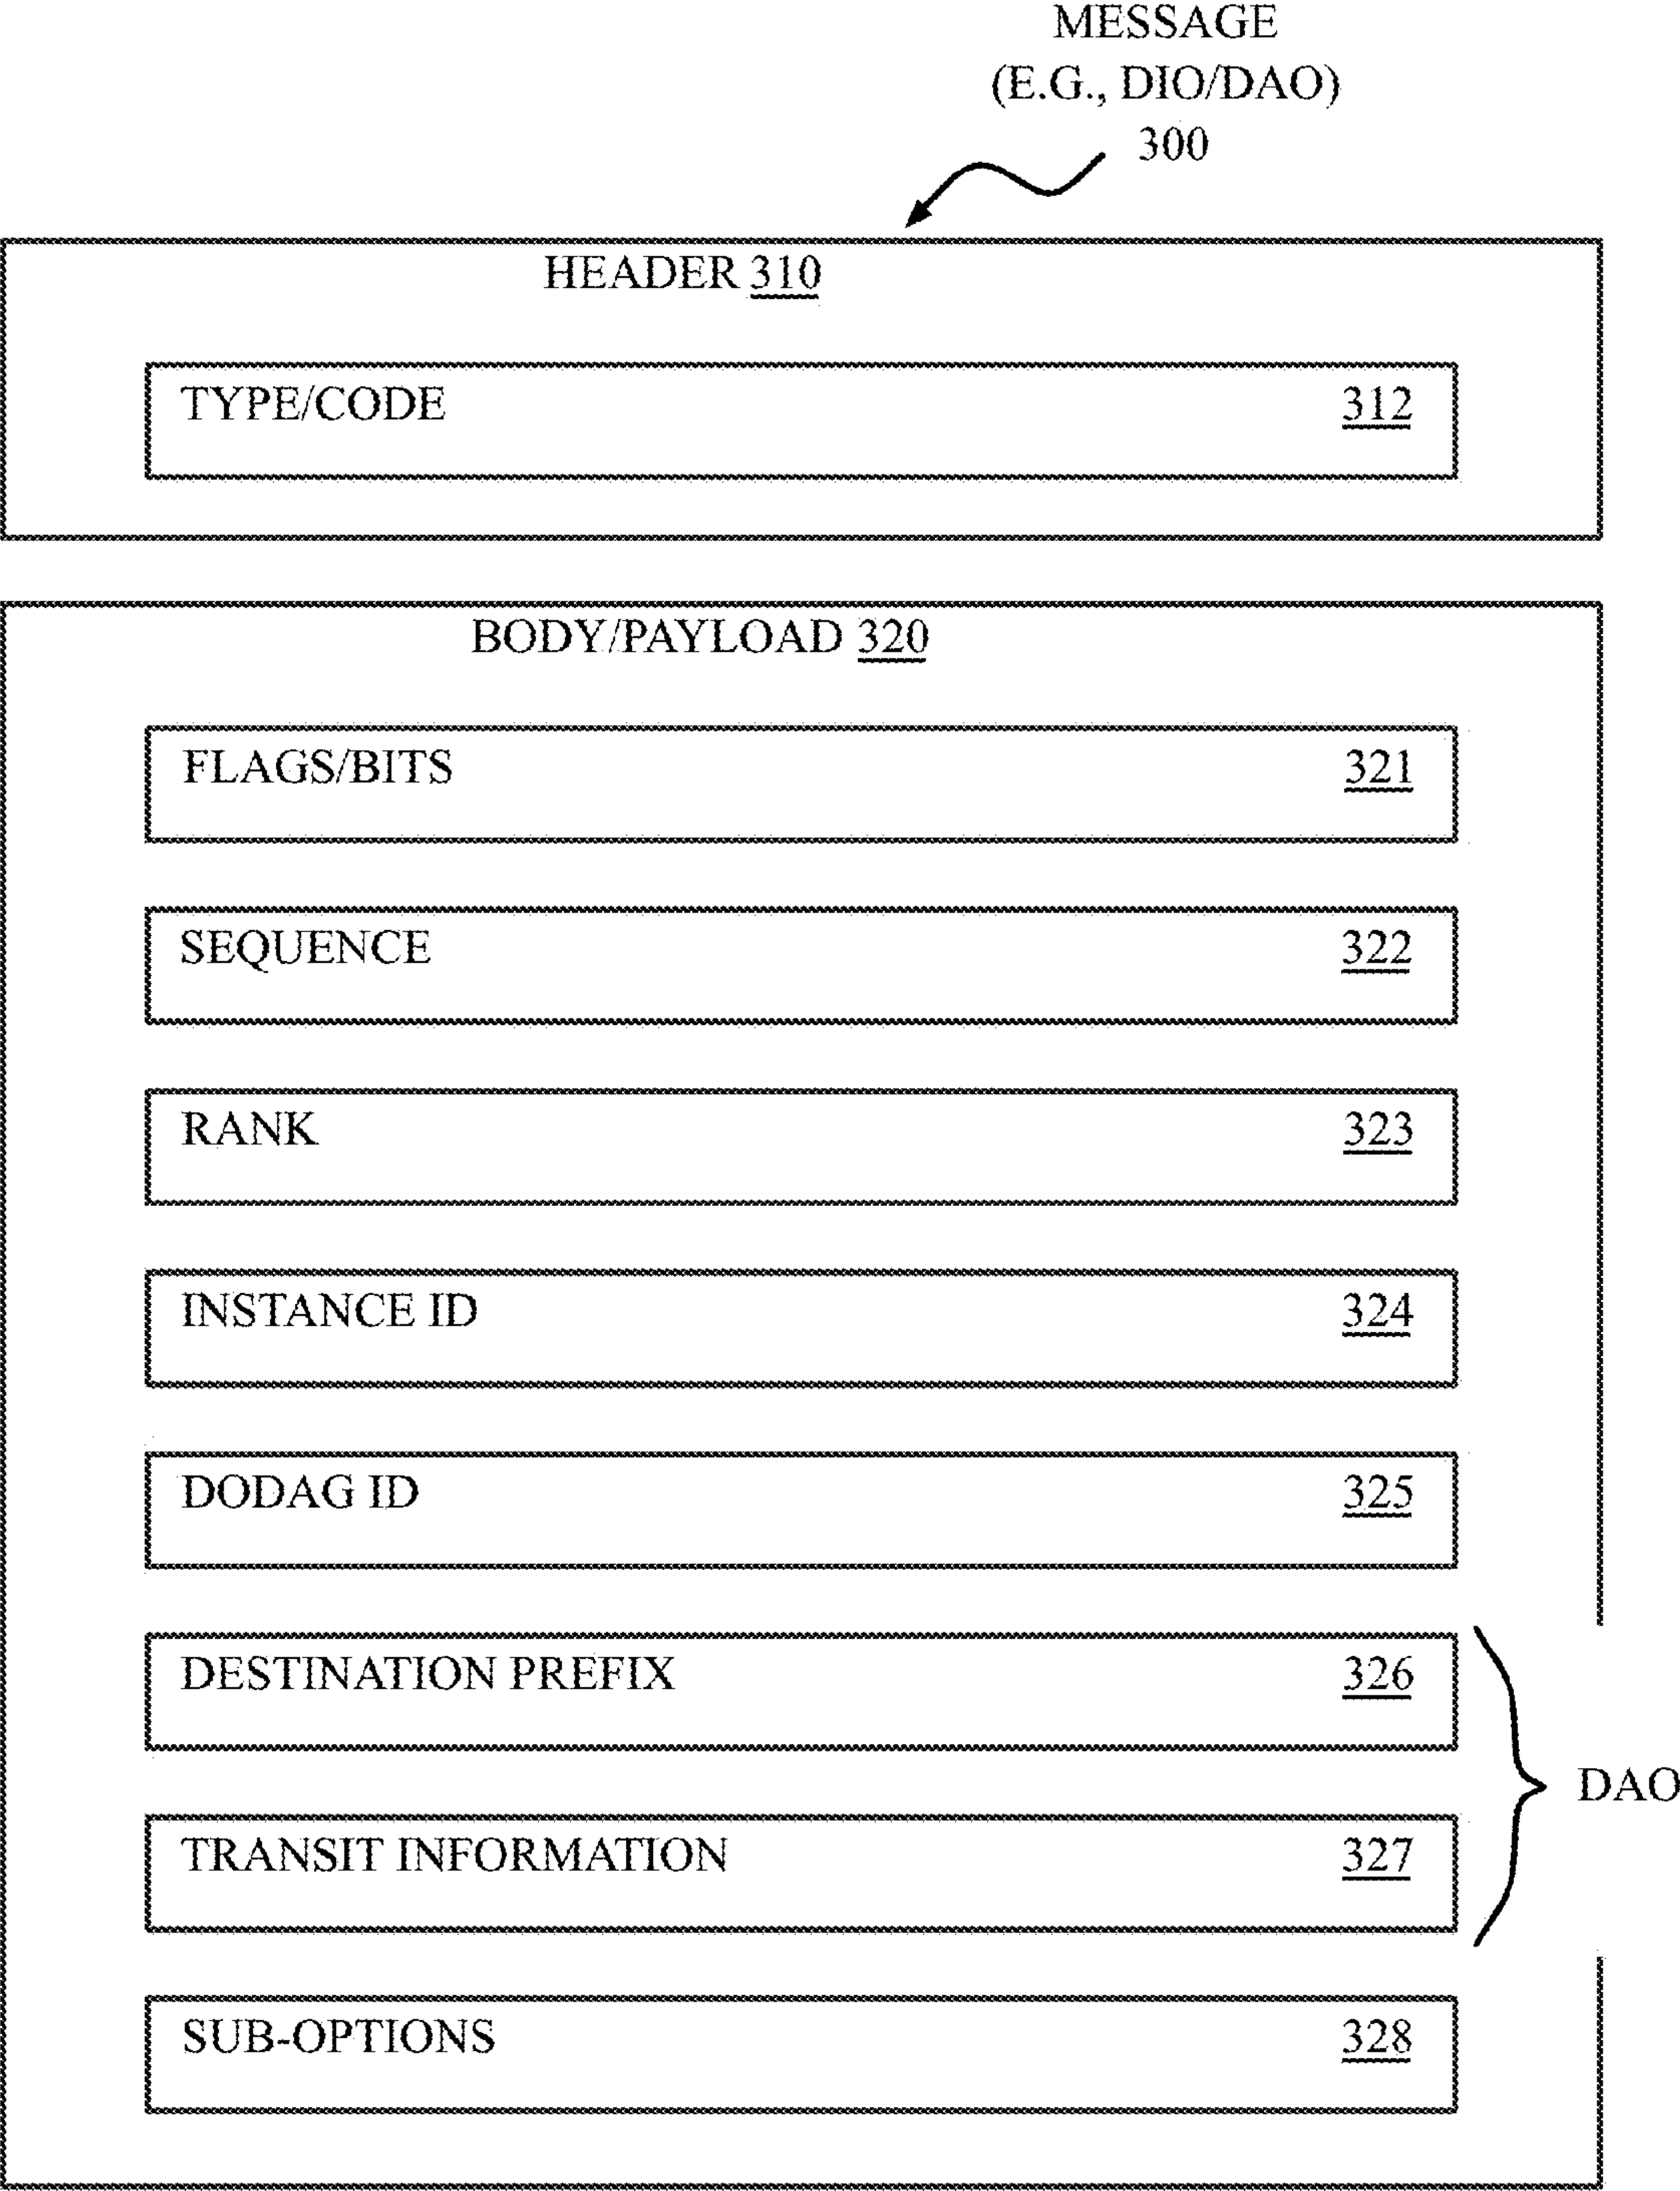 MESSAGE
(E.G., DIO/DAO)
300
HEADER 310
TYPE/CODE 312
BODY/PAYLOAD 320
FLAGS/BITS 321
SEQUENCE 322
RANK 323
INSTANCE ID 324
DODAG ID 325
DESTINATION PREFIX 326
DAO
TRANSIT INFORMATION 327
SUB-OPTIONS 328